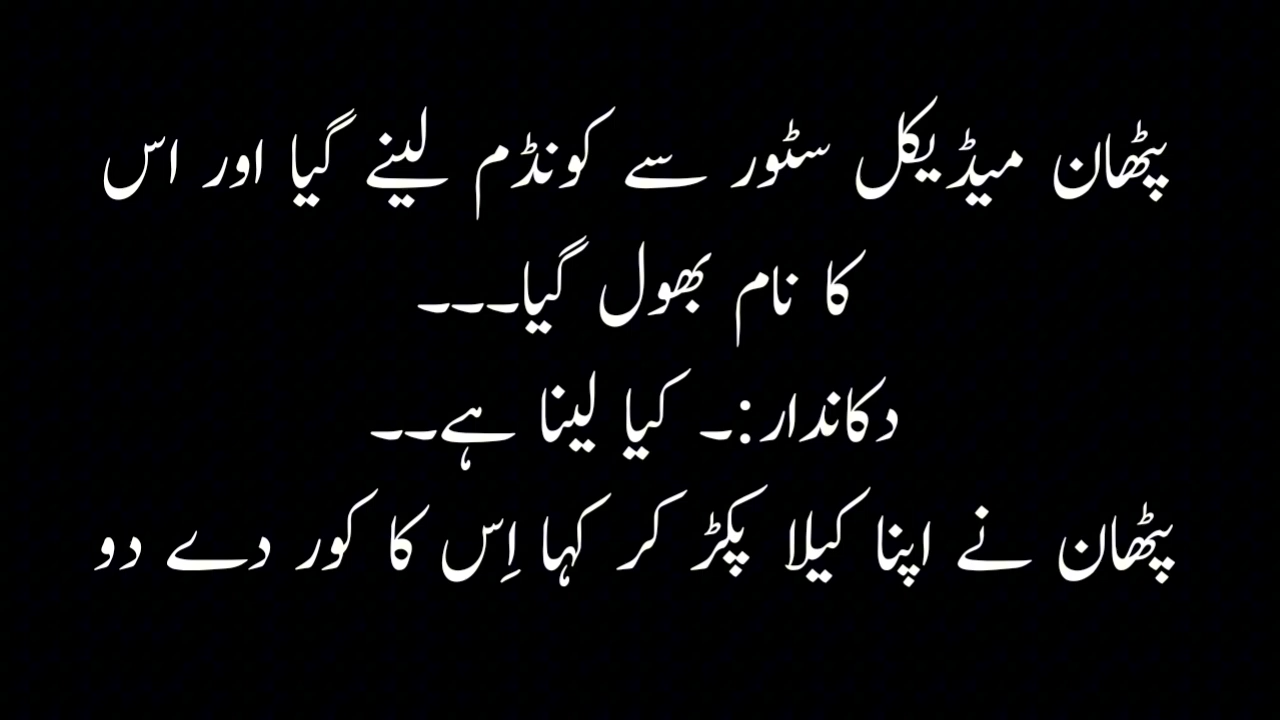 پٹھان میڈیکل سٹور سے کونڈم لینے گیا اور اس
کا نام بھول گیا۔۔۔
دکاندار:۔ کیا لینا ہے۔۔
پٹھان نے اپنا کیلا پکڑ کر کہا اِس کا کور دے دو